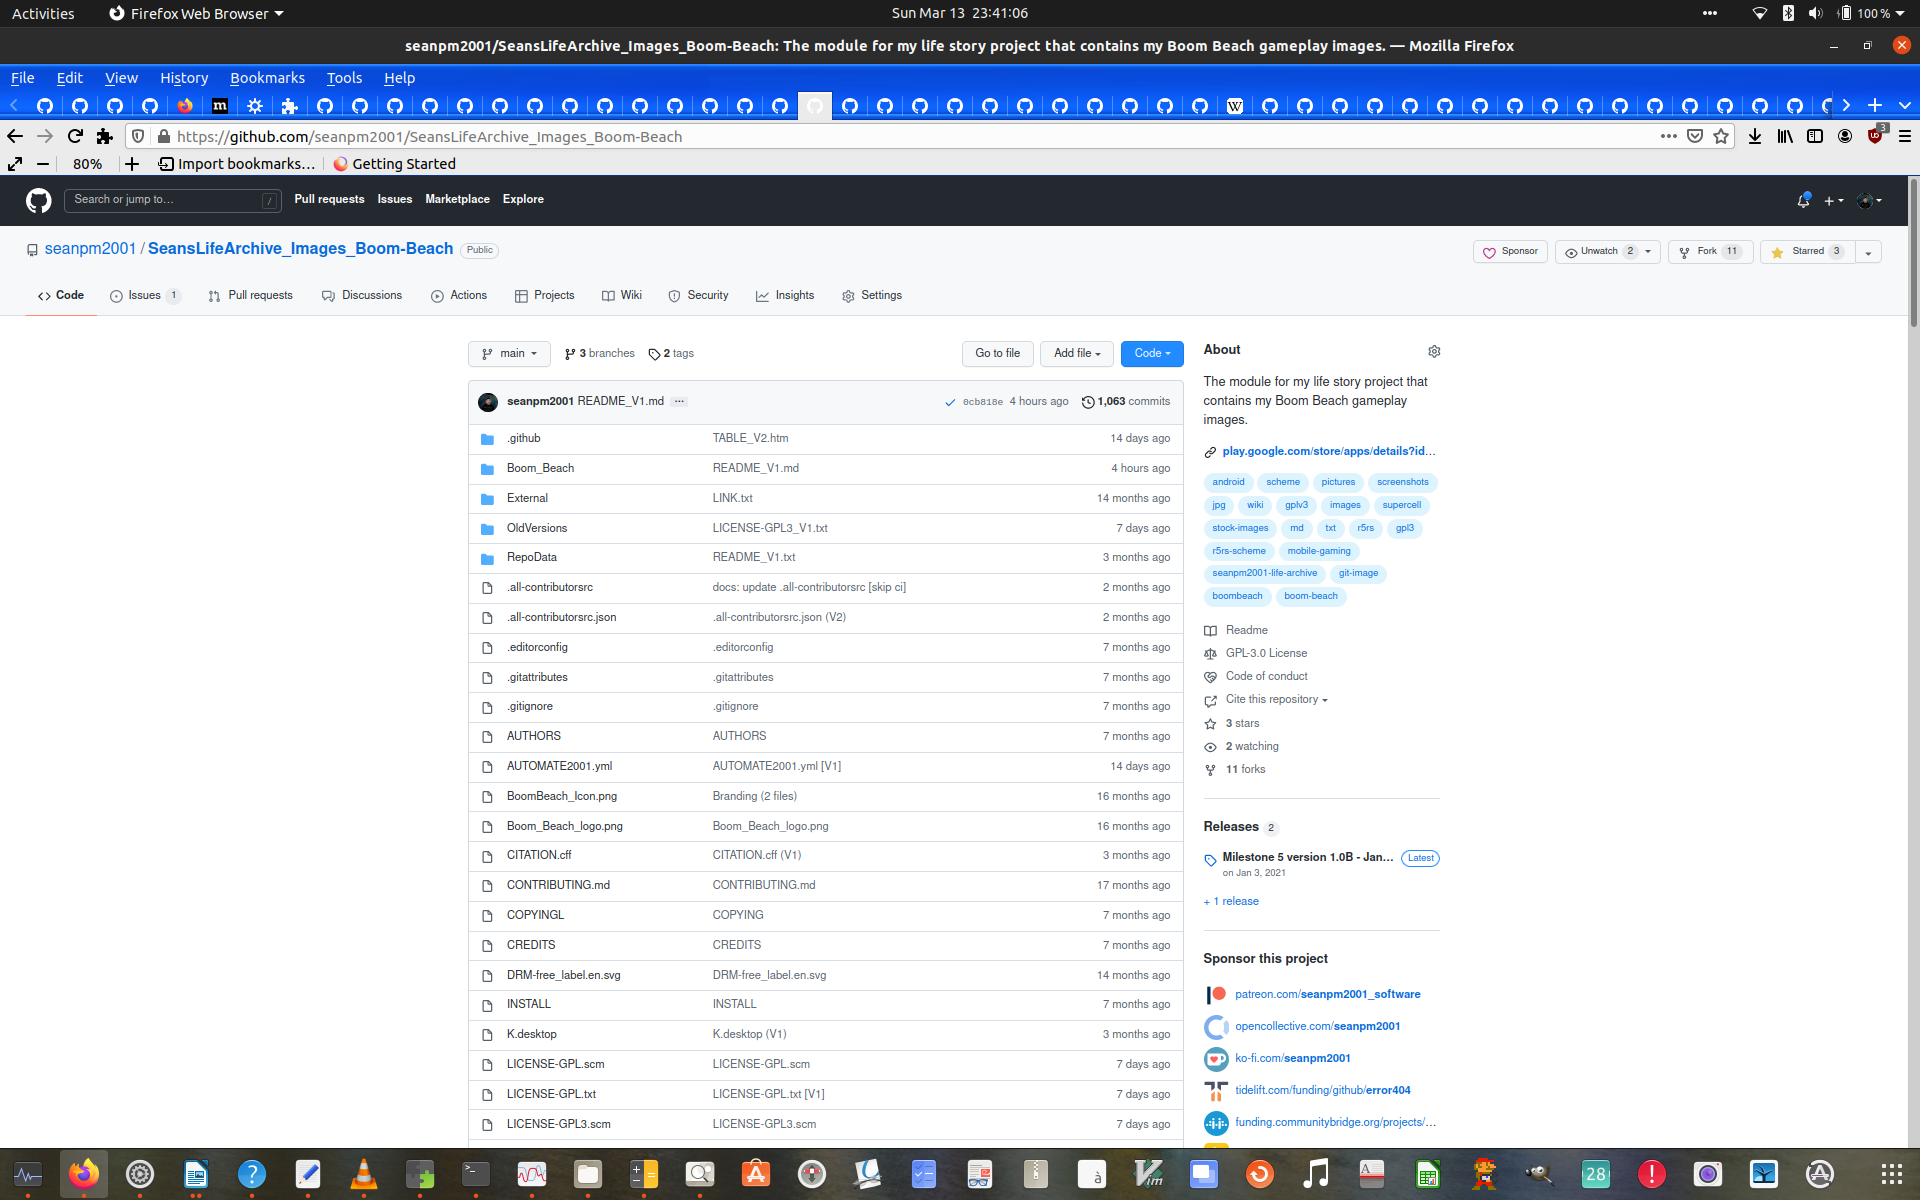 Activities Firefox Web Browser Sun Mar 13 23:41:06 100 %
seanpm2001/SeansLifeArchive_Images_Boom-Beach: The module for my life story project that contains my Boom Beach gameplay images. — Mozilla Firefox
File Edit View History Bookmarks Tools Help
https://github.com/seanpm2001/SeansLifeArchive_Images_Boom-Beach 3
80% Import bookmarks… Getting Started
Search or jump to… / Pull requests Issues Marketplace Explore
seanpm2001 / SeansLifeArchive_Images_Boom-Beach Public Sponsor Unwatch 2 Fork 11 Starred 3
Code Issues 1 Pull requests Discussions Actions Projects Wiki Security Insights Settings
main 3 branches 2 tags Go to file Add file Code
seanpm2001 README_V1.md ... 0cb818e 4 hours ago 1,063 commits
.github TABLE_V2.htm 14 days ago
Boom_Beach README_V1.md 4 hours ago
External LINK.txt 14 months ago
OldVersions LICENSE-GPL3_V1.txt 7 days ago
RepoData README_V1.txt 3 months ago
.all-contributorsrc docs: update .all-contributorsrc [skip ci] 2 months ago
.all-contributorsrc.json .all-contributorsrc.json (V2) 2 months ago
.editorconfig .editorconfig 7 months ago
.gitattributes .gitattributes 7 months ago
.gitignore .gitignore 7 months ago
AUTHORS AUTHORS 7 months ago
AUTOMATE2001.yml AUTOMATE2001.yml [V1] 14 days ago
BoomBeach_Icon.png Branding (2 files) 16 months ago
Boom_Beach_logo.png Boom_Beach_logo.png 16 months ago
CITATION.cff CITATION.cff (V1) 3 months ago
CONTRIBUTING.md CONTRIBUTING.md 17 months ago
COPYINGL COPYING 7 months ago
CREDITS CREDITS 7 months ago
DRM-free_label.en.svg DRM-free_label.en.svg 14 months ago
INSTALL INSTALL 7 months ago
K.desktop K.desktop (V1) 3 months ago
LICENSE-GPL.scm LICENSE-GPL.scm 7 days ago
LICENSE-GPL.txt LICENSE-GPL.txt [V1] 7 days ago
LICENSE-GPL3.scm LICENSE-GPL3.scm 7 days ago
About
The module for my life story project that
contains my Boom Beach gameplay
images.
play.google.com/store/apps/details?id...
android scheme pictures screenshots
jpg wiki gplv3 images supercell
stock-images md txt r5rs gpl3
r5rs-scheme mobile-gaming
seanpm2001-life-archive git-image
boombeach boom-beach
Readme
GPL-3.0 License
Code of conduct
Cite this repository
3 stars
2 watching
11 forks
Releases 2
Milestone 5 version 1.0B - Jan... Latest
on Jan 3, 2021
+ 1 release
Sponsor this project
patreon.com/seanpm2001_software
opencollective.com/seanpm2001
ko-fi.com/seanpm2001
tidelift.com/funding/github/error404
funding.communitybridge.org/projects/...
28